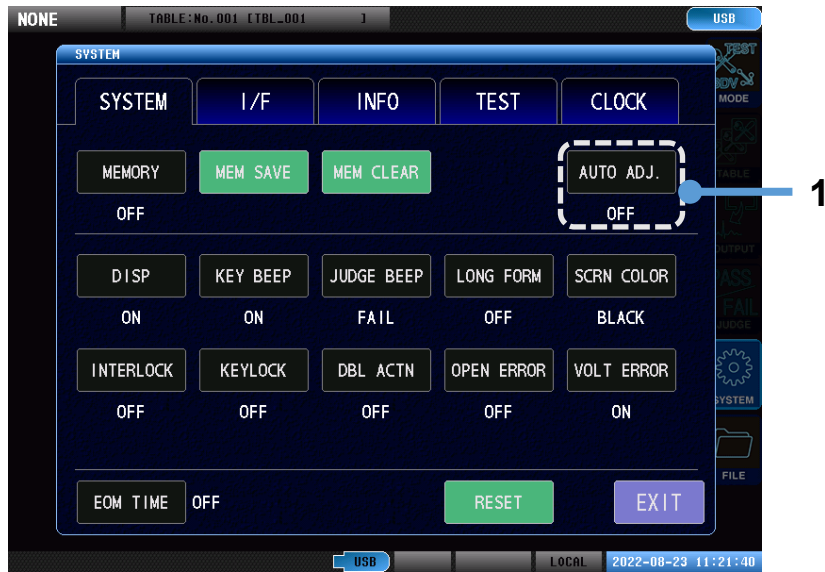 NONE TABLE:No.001 [TBL_001 ] USB
SYSTEM
TEST
BDV
MODE
SYSTEM I/F INFO TEST CLOCK
MEMORY MEM SAVE MEM CLEAR AUTO ADJ.
TABLE
1
OFF OFF
OUTPUT
DISP KEY BEEP JUDGE BEEP LONG FORM SCRN COLOR
PASS
ON ON FAIL OFF BLACK
FAIL
JUDGE
INTERLOCK KEYLOCK DBL ACTN OPEN ERROR VOLT ERROR
SYSTEM
OFF OFF OFF OFF ON
FILE
EOM TIME OFF RESET EXIT
USB LOCAL 2022-08-23 11:21:40